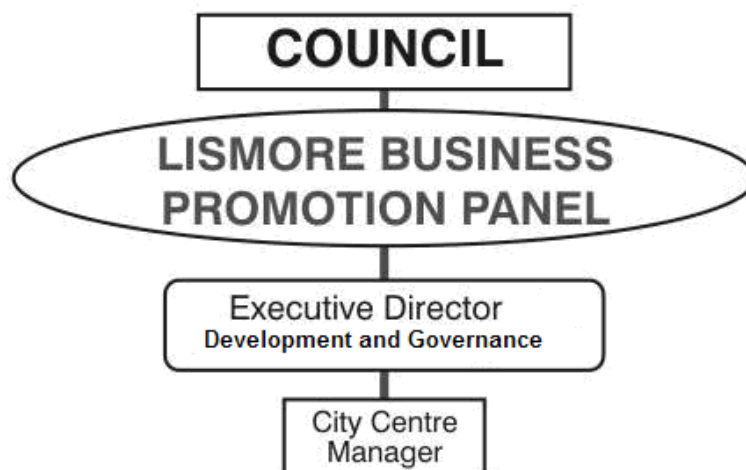 COUNCIL
LISMORE BUSINESS
PROMOTION PANEL
Executive Director
Development and Governance
City Centre
Manager